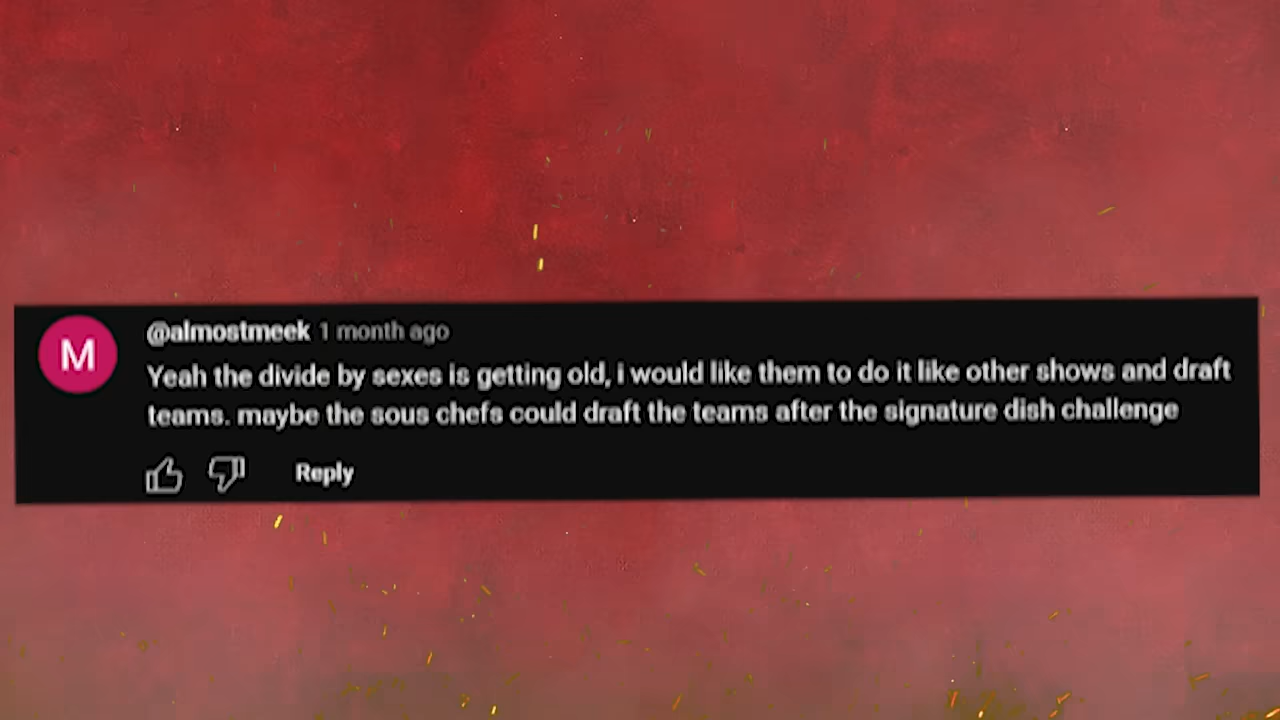 M
@almostmeek 1 month ago
Yeah the divide by sexes is getting old, i would like them to do it like other shows and draft
teams. maybe the sous chefs could draft the teams after the signature dish challenge
Reply